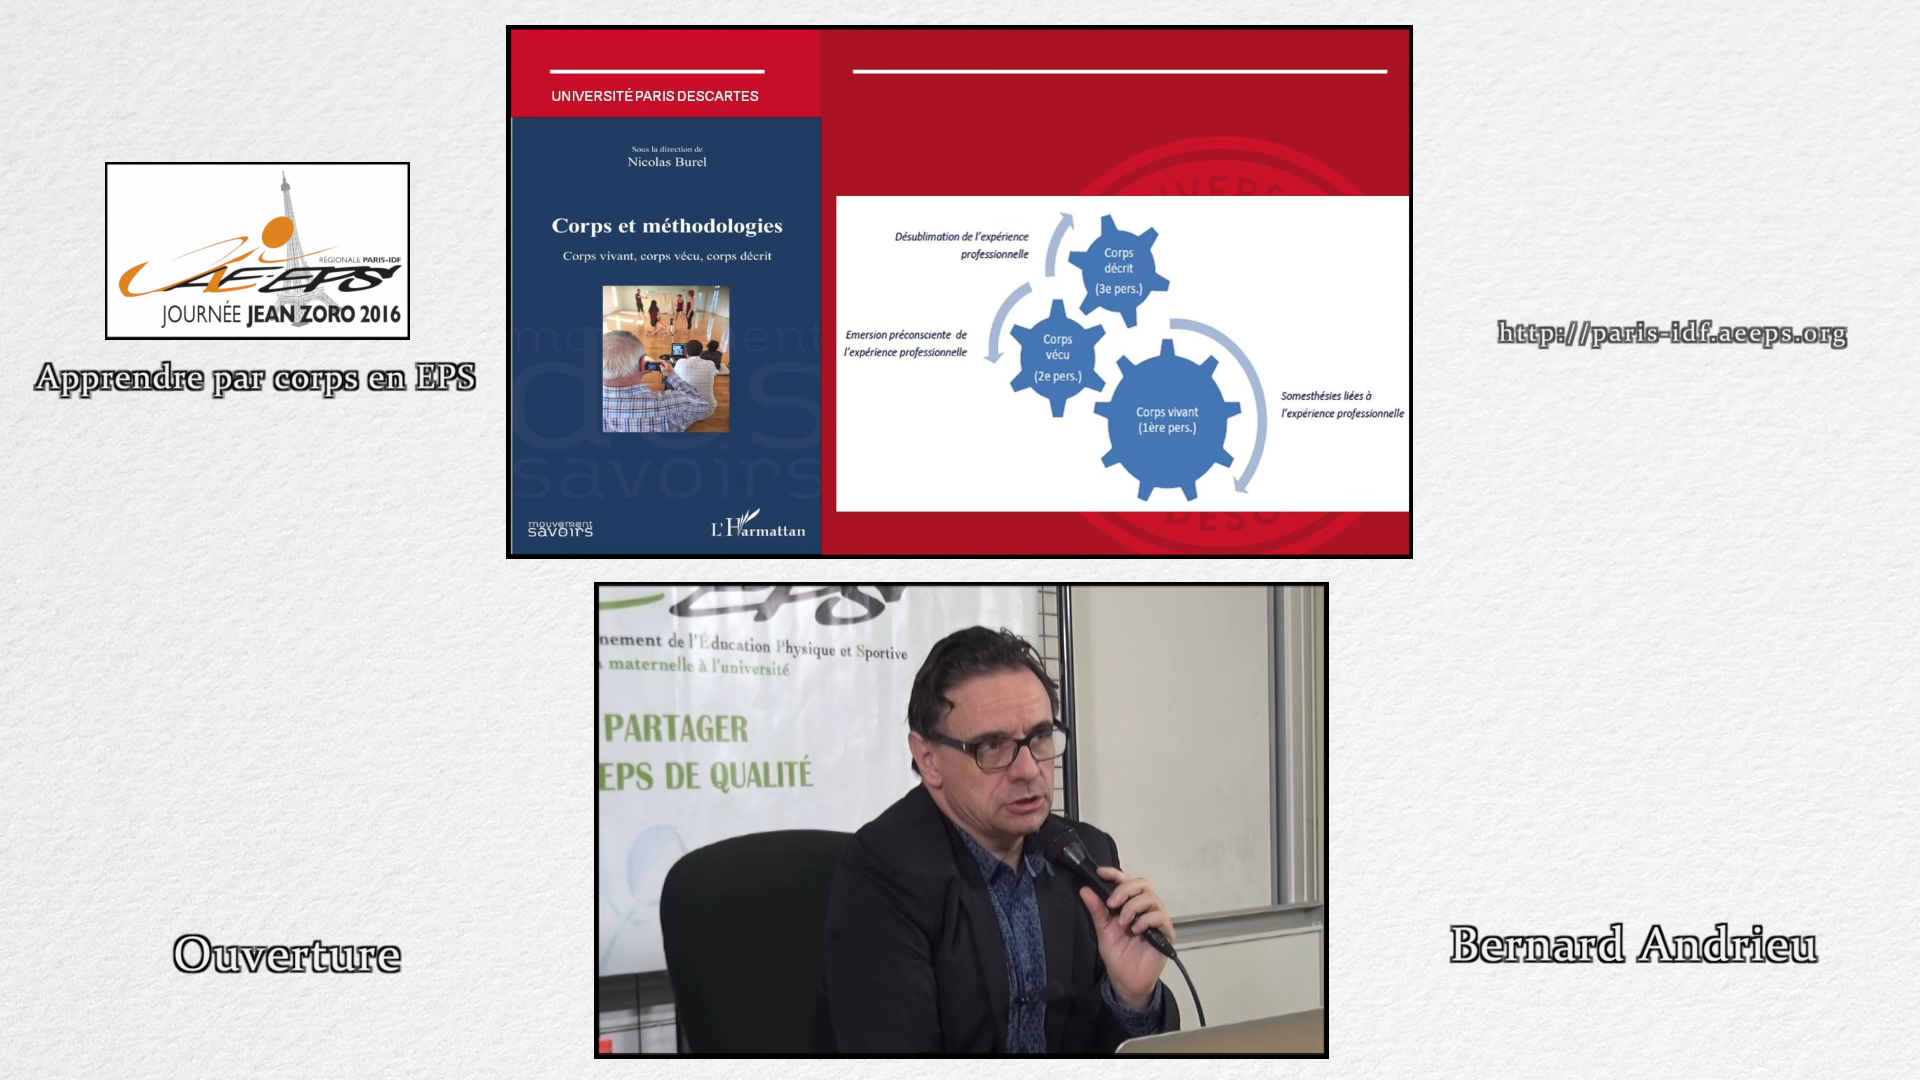 UNIVERSITÉ PARIS DESCARTES
Sous la direction de
Nicolas Burel
Corps et méthodologies
Corps vivant, corps vécu, corps décrit
mouvement
des
savoirs
mouvement
savoirs
L'Harmattan
Désublimation de l'expérience
professionnelle
Corps
décrit
(3e pers.)
Emersion préconsciente de
l'expérience professionnelle
Corps
vécu
(2e pers.)
Corps vivant
(1ère pers.)
Somesthésies liées à
l'expérience professionnelle
RÉGIONALE PARIS-IDF
AEEPS
JOURNÉE JEAN ZORO 2016
Apprendre par corps en EPS
http://paris-idf.aeeps.org
nement de l'Éducation Physique et Sportive
maternelle à l'université
PARTAGER
EPS DE QUALITÉ
Ouverture
Bernard Andrieu